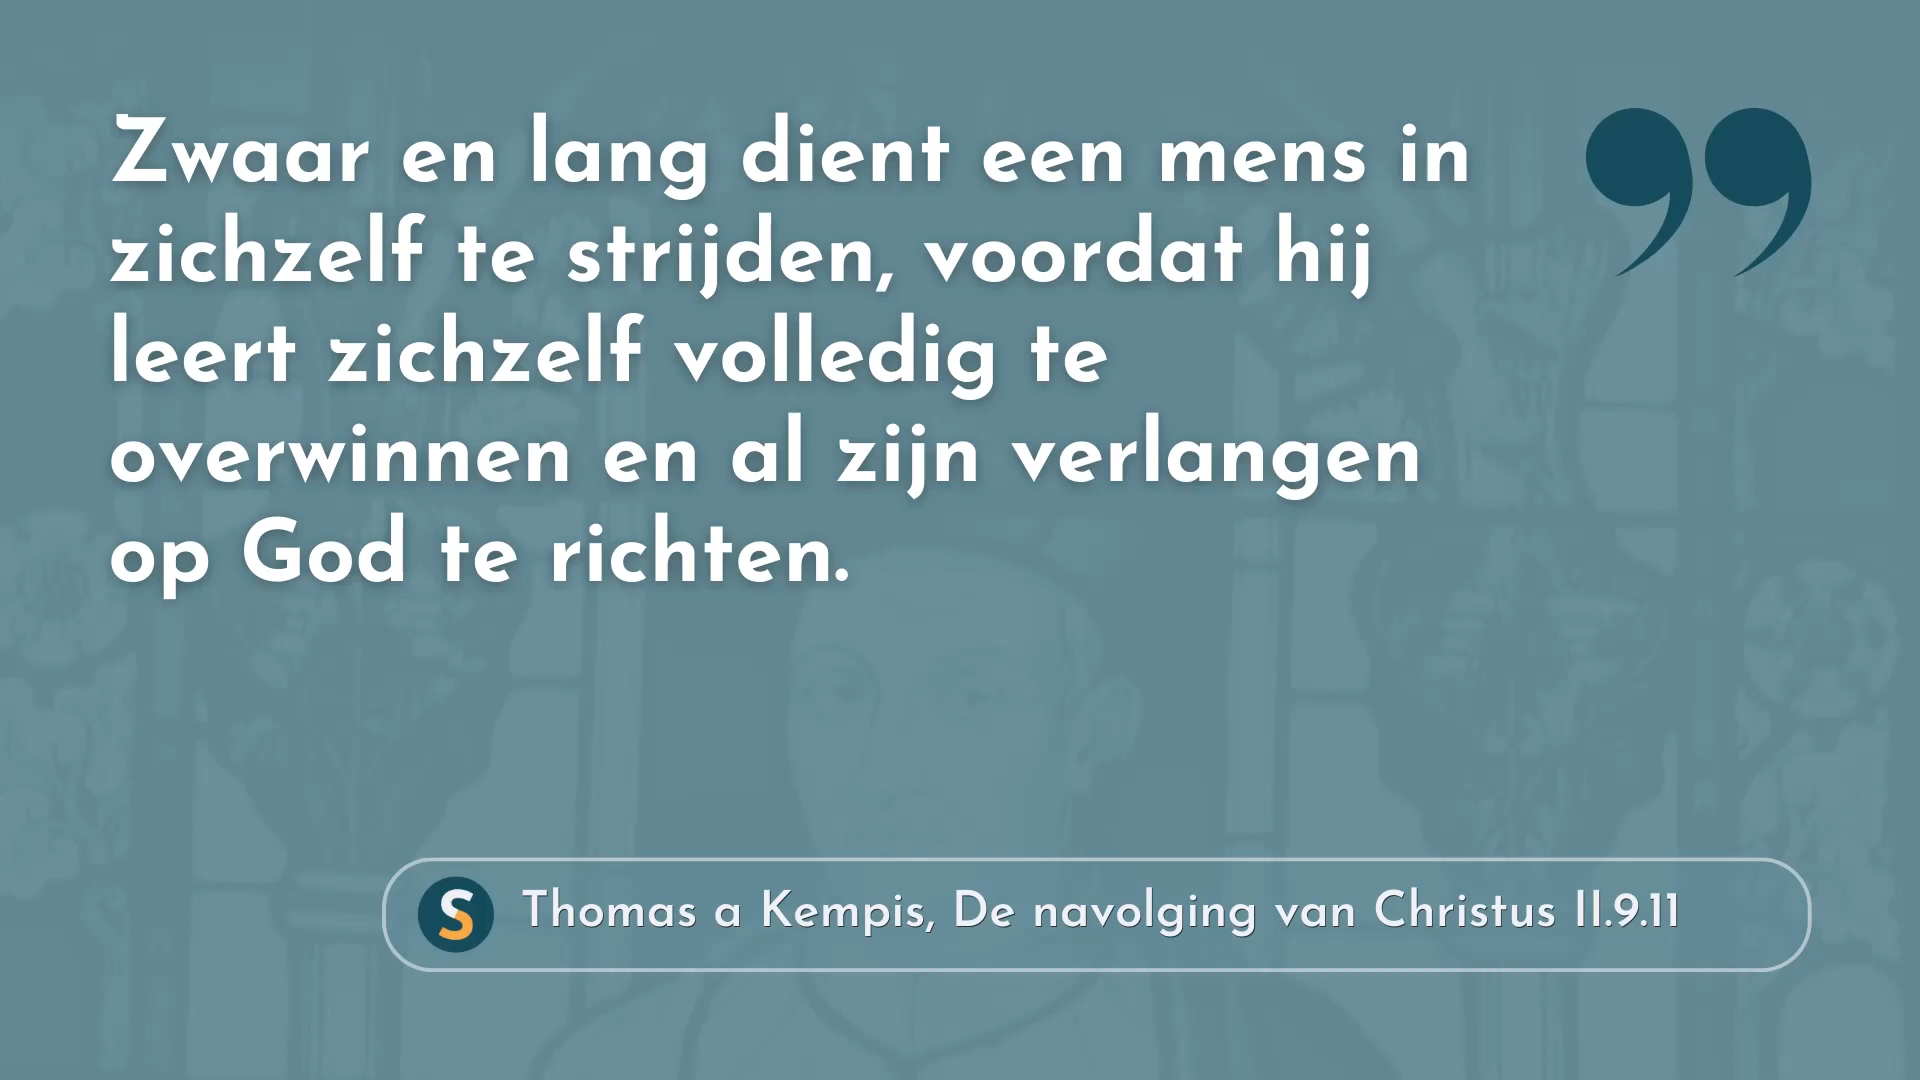 Zwaar en lang dient een mens in
zichzelf te strijden, voordat hij
leert zichzelf volledig te
overwinnen en al zijn verlangen
op God te richten.
”
S Thomas a Kempis, De navolging van Christus II.9.11